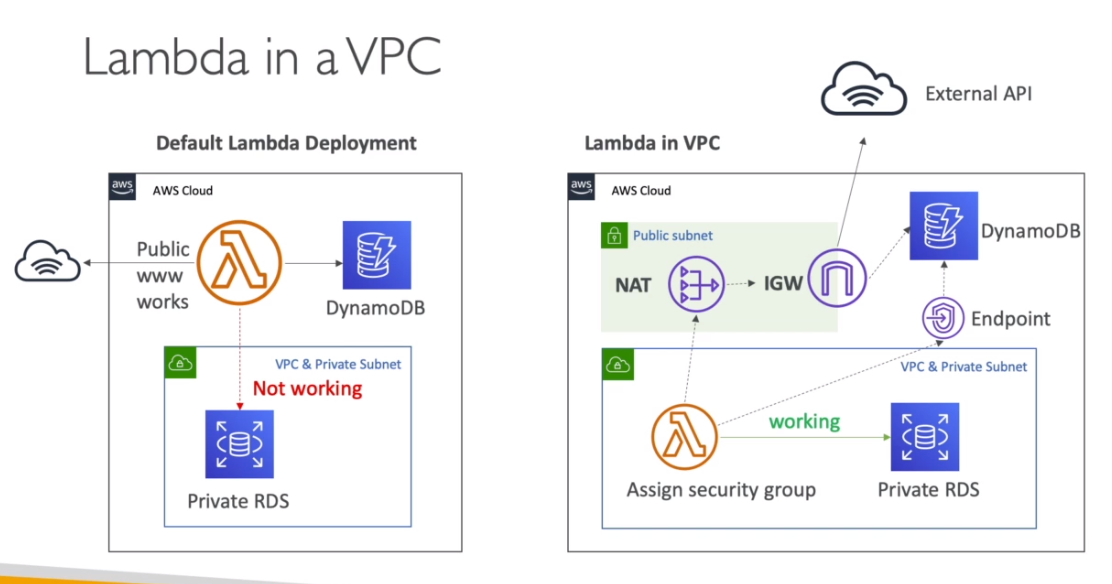 Lambda in a VPC
Default Lambda Deployment
aws
AWS Cloud
Public
www
works
DynamoDB
VPC & Private Subnet
Not working
Private RDS
External API
Lambda in VPC
aws
AWS Cloud
Public subnet
NAT
IGW
DynamoDB
Endpoint
VPC & Private Subnet
working
Assign security group
Private RDS